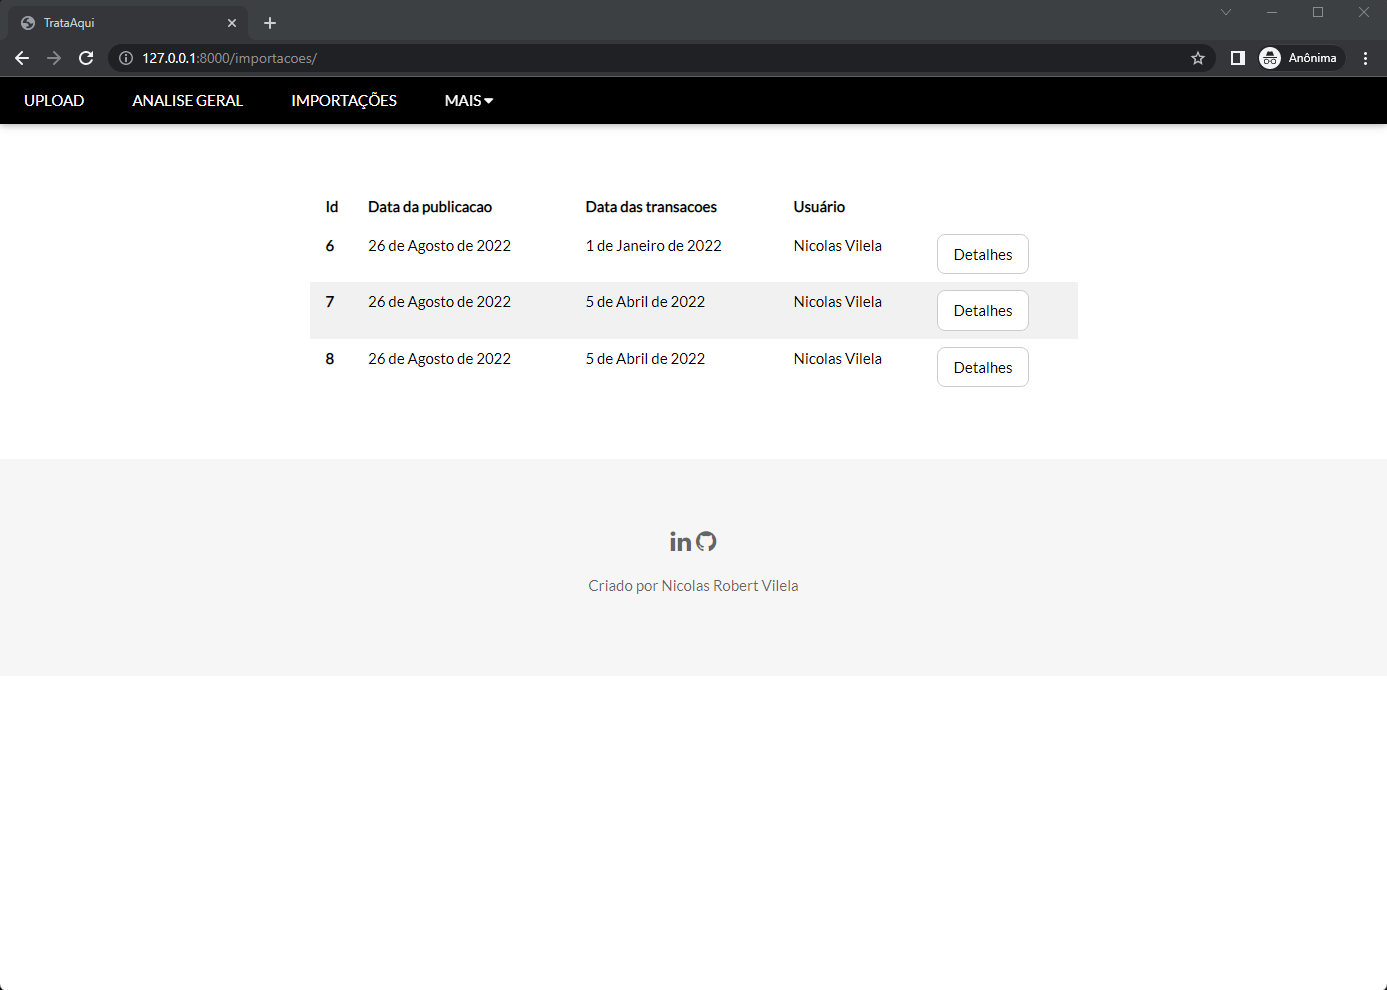 TrataAqui
127.0.0.1:8000/importacoes/
Anônima
UPLOAD ANALISE GERAL IMPORTAÇÕES MAIS
Id Data da publicacao Data das transacoes Usuário
6 26 de Agosto de 2022 1 de Janeiro de 2022 Nicolas Vilela Detalhes
7 26 de Agosto de 2022 5 de Abril de 2022 Nicolas Vilela Detalhes
8 26 de Agosto de 2022 5 de Abril de 2022 Nicolas Vilela Detalhes
in
Criado por Nicolas Robert Vilela